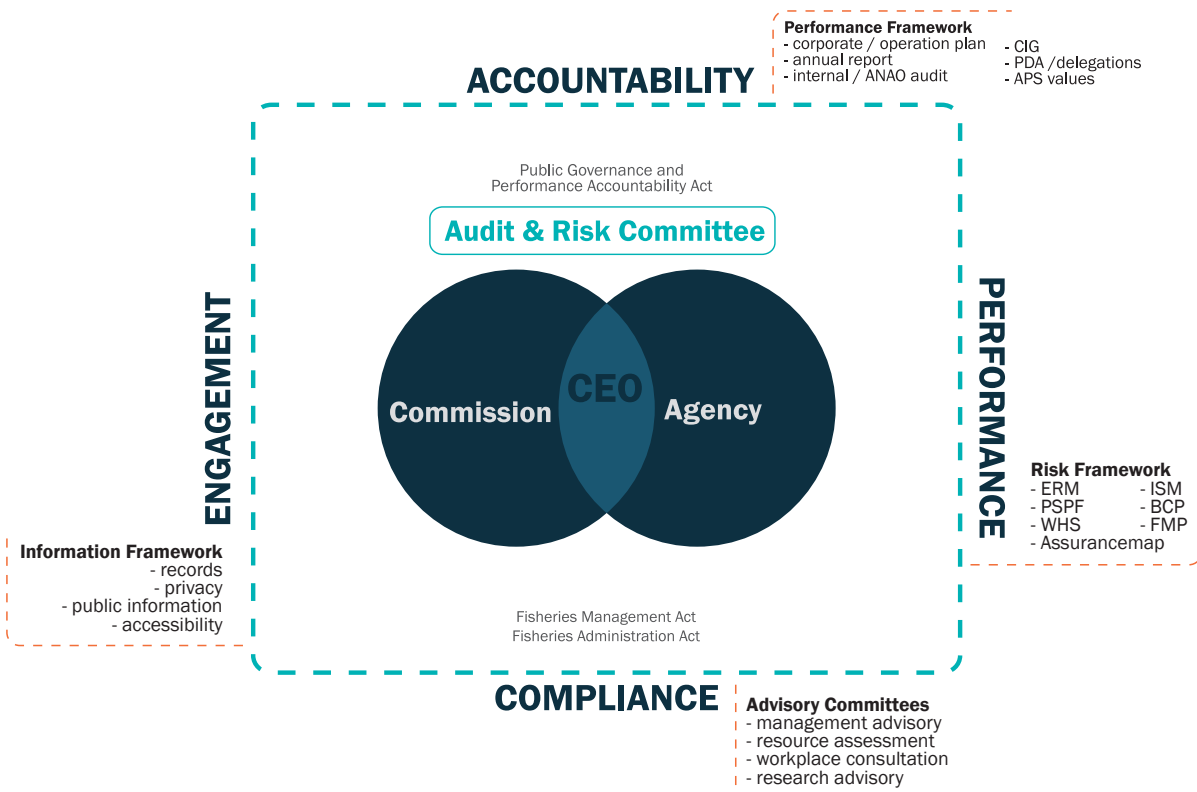 Performance Framework
- corporate / operation plan
- annual report
- internal / ANAO audit
- CIG
- PDA /delegations
- APS values
ACCOUNTABILITY
Public Governance and
Performance Accountability Act
Audit & Risk Committee
Commission
CEO
Agency
ENGAGEMENT
PERFORMANCE
Risk Framework
- ERM
- PSPF
- WHS
- Assurancemap
- ISM
- BCP
- FMP
Information Framework
- records
- privacy
- public information
- accessibility
Fisheries Management Act
Fisheries Administration Act
COMPLIANCE
Advisory Committees
- management advisory
- resource assessment
- workplace consultation
- research advisory